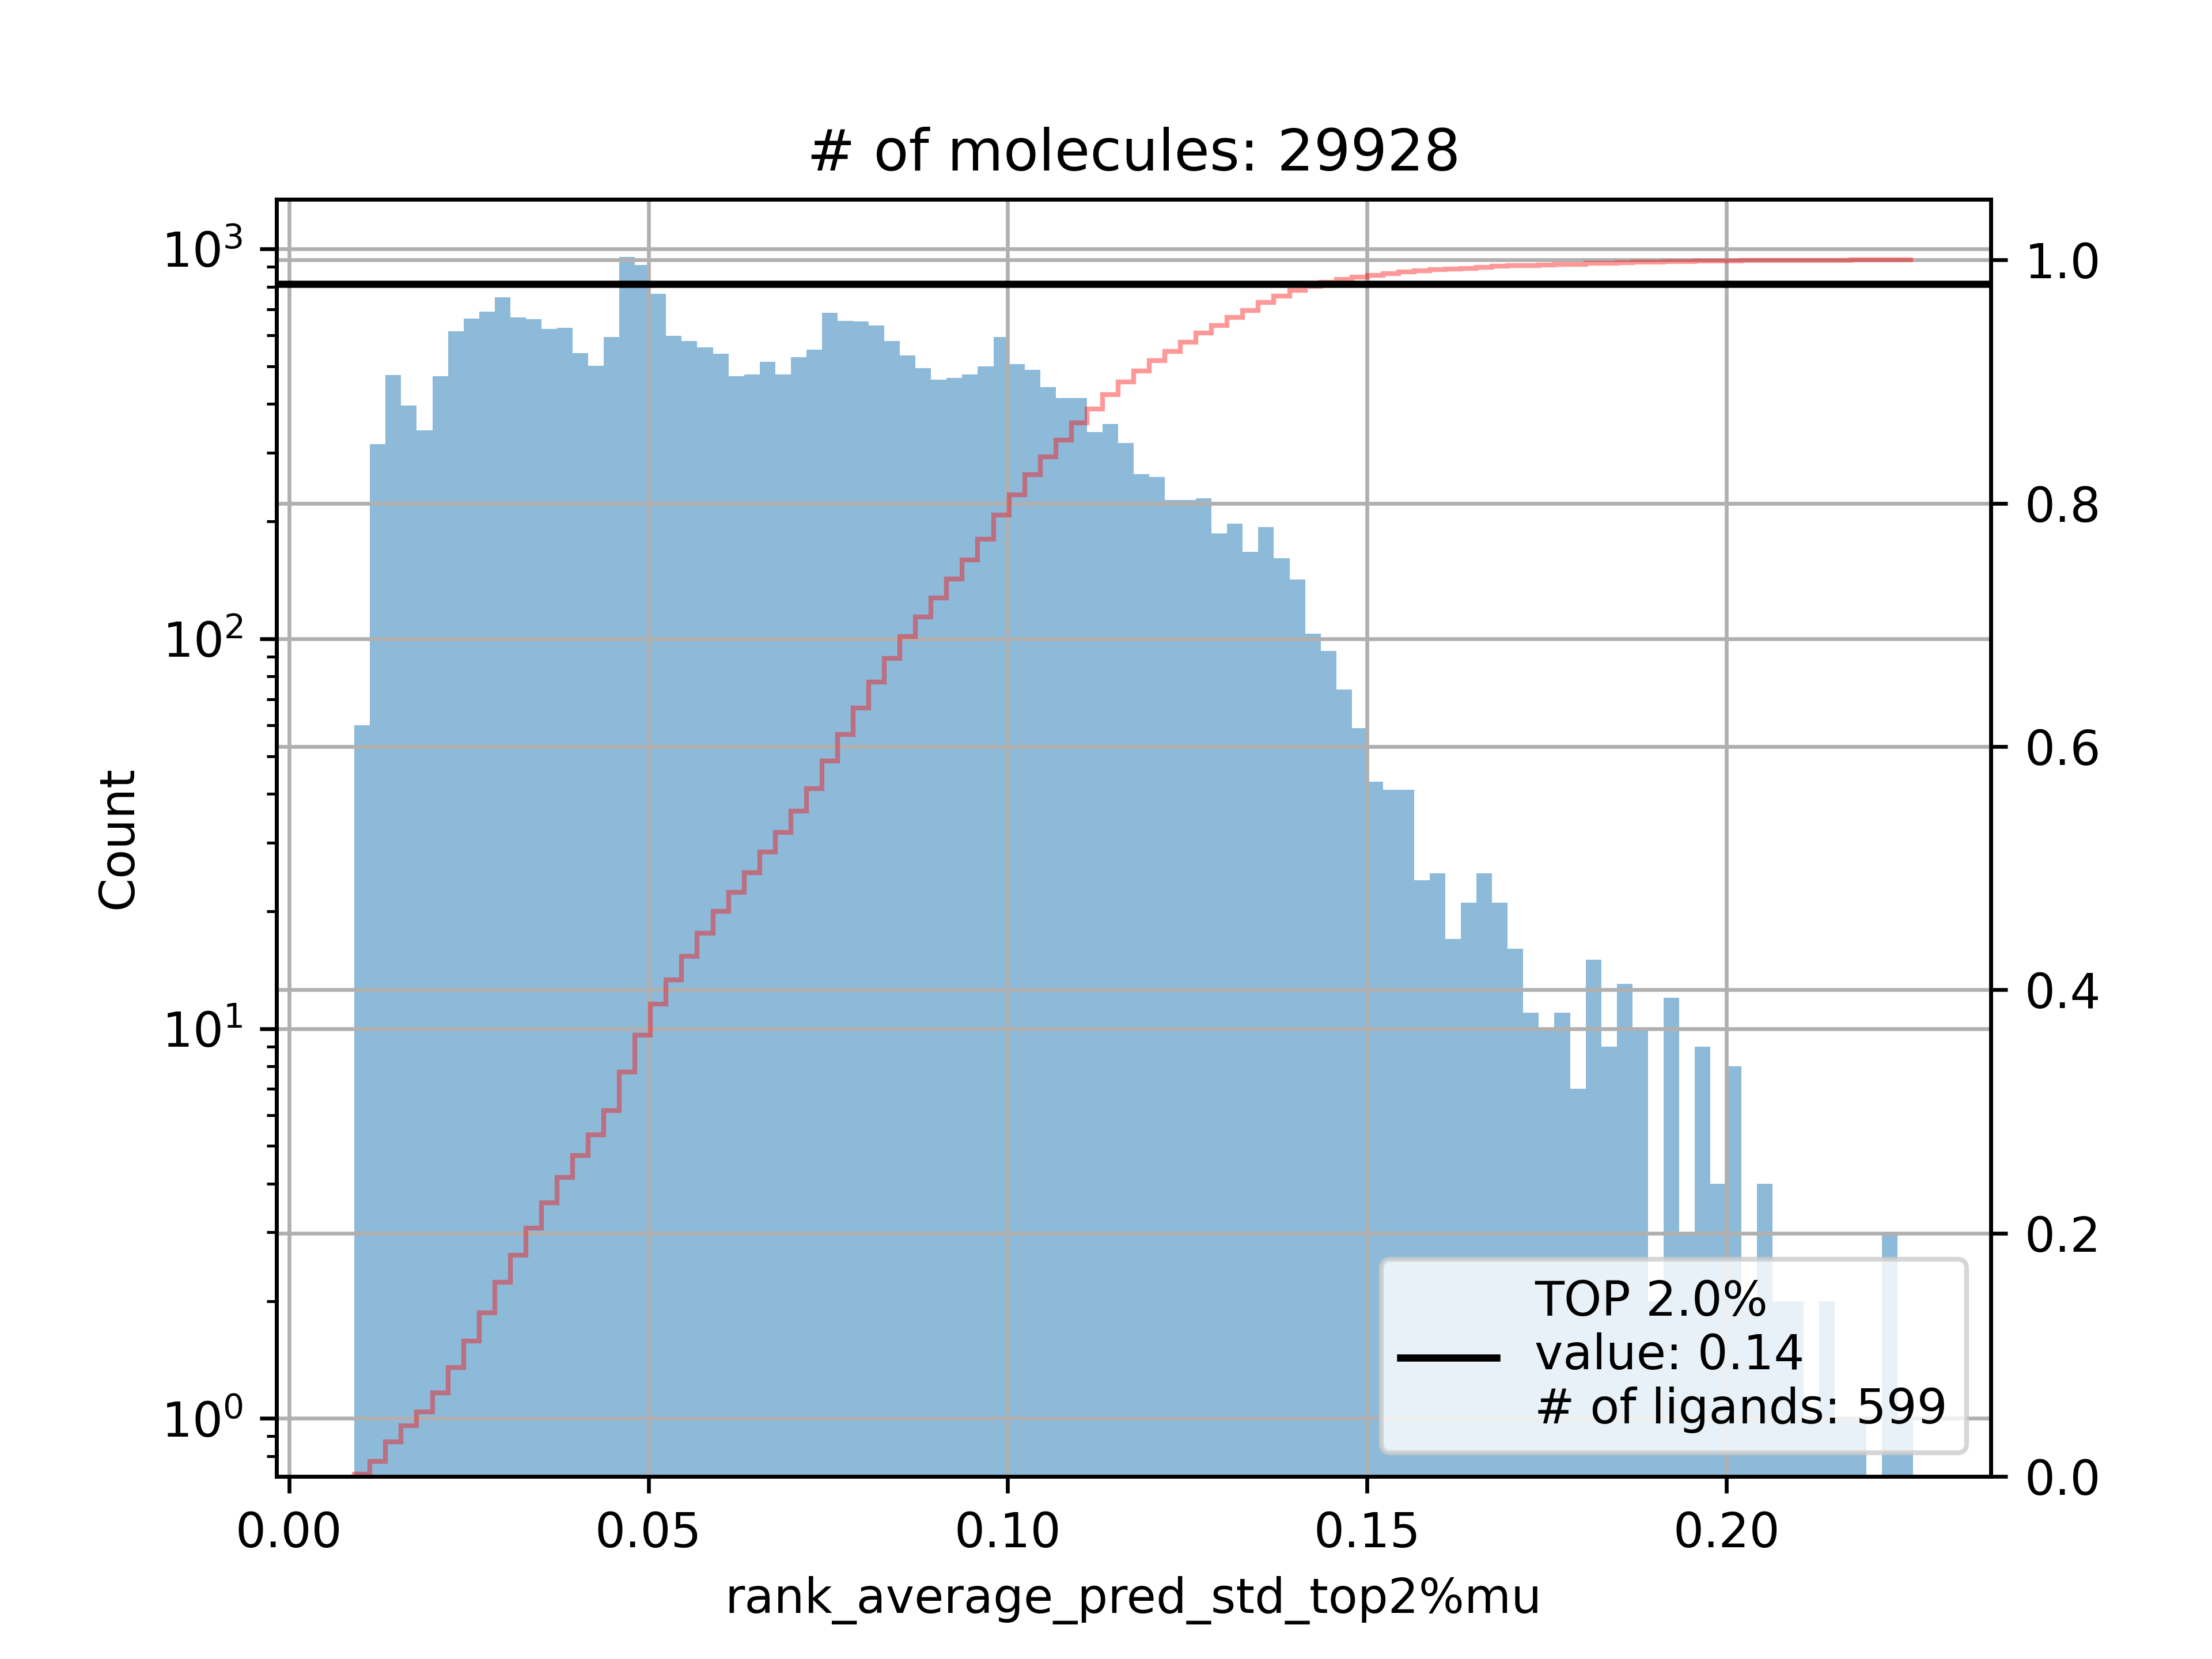 # of molecules: 29928
10³
10²
10¹
10⁰
Count
1.0
0.8
0.6
0.4
0.2
0.0
TOP 2.0%
value: 0.14
# of ligands: 599
0.00 0.05 0.10 0.15 0.20
rank_average_pred_std_top2%mu